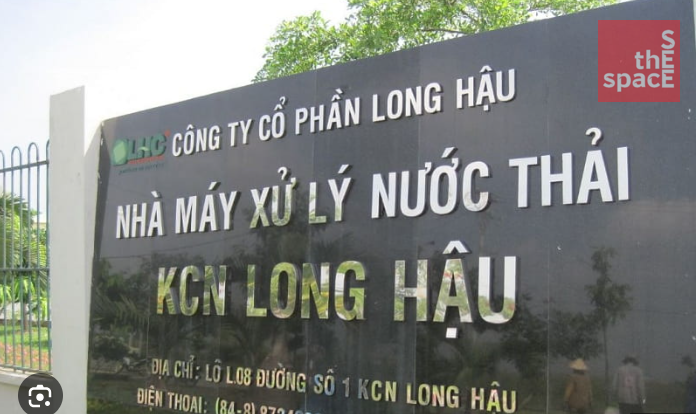 the
SEE
spacE
LHC
CÔNG TY CỔ PHẦN LONG HẬU
NHÀ MÁY XỬ LÝ NƯỚC THẢI
KCN LONG HẬU
ĐỊA CHỈ: LÔ L.08 ĐƯỜNG SỐ 1 KCN LONG HẬU
ĐIỆN THOẠI: (84-8)